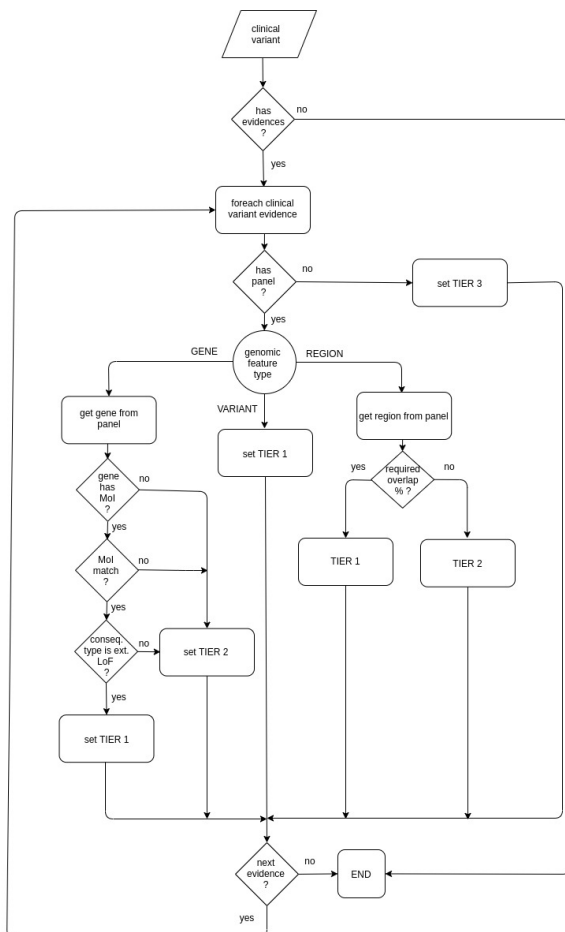 clinical
variant
has
evidences
?
no
yes
foreach clinical
variant evidence
has
panel
?
no
set TIER 3
yes
GENE
genomic
feature
type
REGION
get gene from
panel
VARIANT
get region from panel
set TIER 1
gene
has
MoI
?
no
yes
required
overlap
% ?
no
yes
MoI
match
?
no
TIER 1
TIER 2
yes
conseq.
type is ext.
LoF
?
no
set TIER 2
yes
set TIER 1
next
evidence
?
no
END
yes